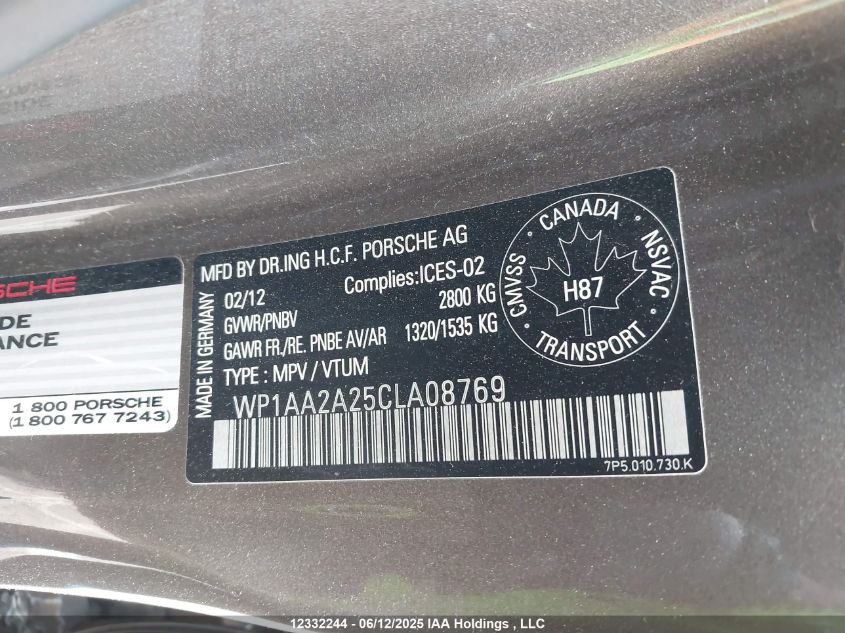 SCHE
DE
ANCE
1 800 PORSCHE
(1 800 767 7243)
MADE IN GERMANY
MFD BY DR.ING H.C.F. PORSCHE AG
02/12 Complies:ICES-02
GVWR/PNBV 2800 KG
GAWR FR./RE. PNBE AV/AR 1320/1535 KG
TYPE : MPV / VTUM
WP1AA2A25CLA08769
7P5.010.730.K
CANADA
CMVSS
NSVAC
H87
TRANSPORT
12332244 - 06/12/2025 IAA Holdings , LLC